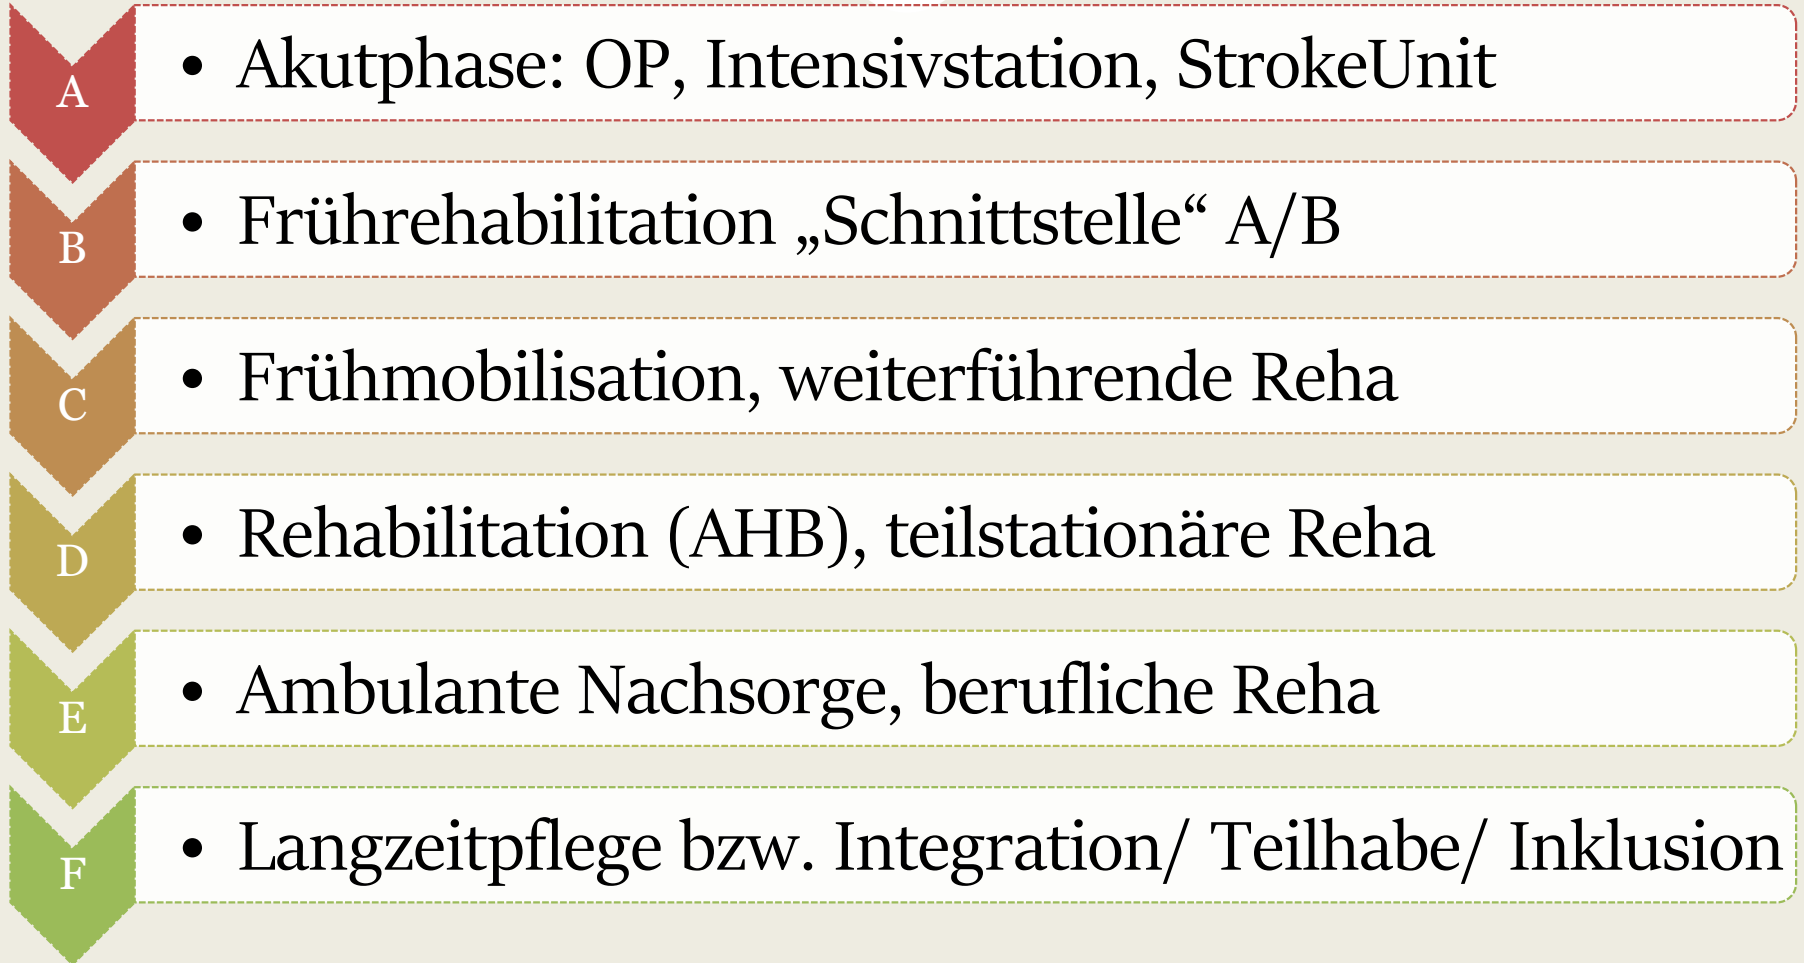 A
• Akutphase: OP, Intensivstation, StrokeUnit
B
• Frührehabilitation „Schnittstelle“ A/B
C
• Frühmobilisation, weiterführende Reha
D
• Rehabilitation (AHB), teilstationäre Reha
E
• Ambulante Nachsorge, berufliche Reha
F
• Langzeitpflege bzw. Integration/ Teilhabe/ Inklusion